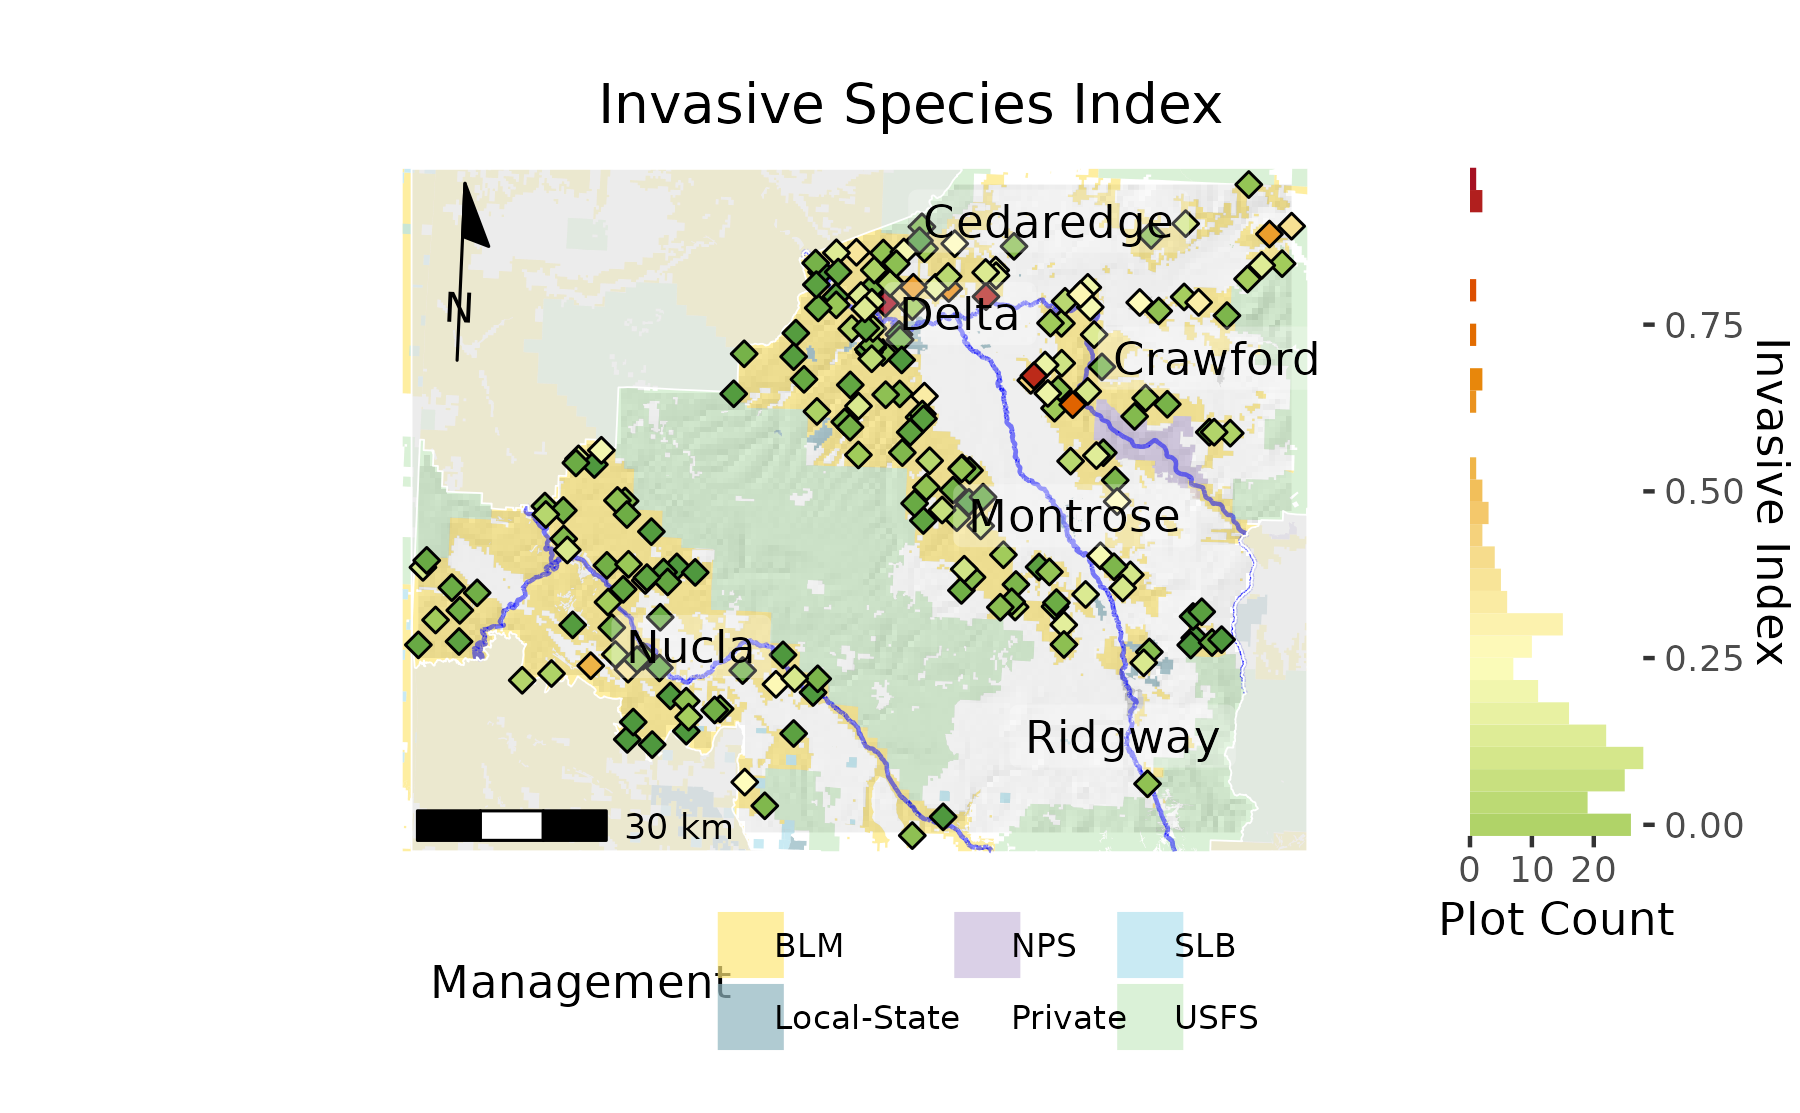 Invasive Species Index
Cedaredge
N
Delta
Crawford
Montrose
Nucla
Ridgway
30 km
0.75
0.50
0.25
0.00
Invasive Index
0 10 20
Plot Count
Management
BLM
NPS
SLB
Local-State
Private
USFS